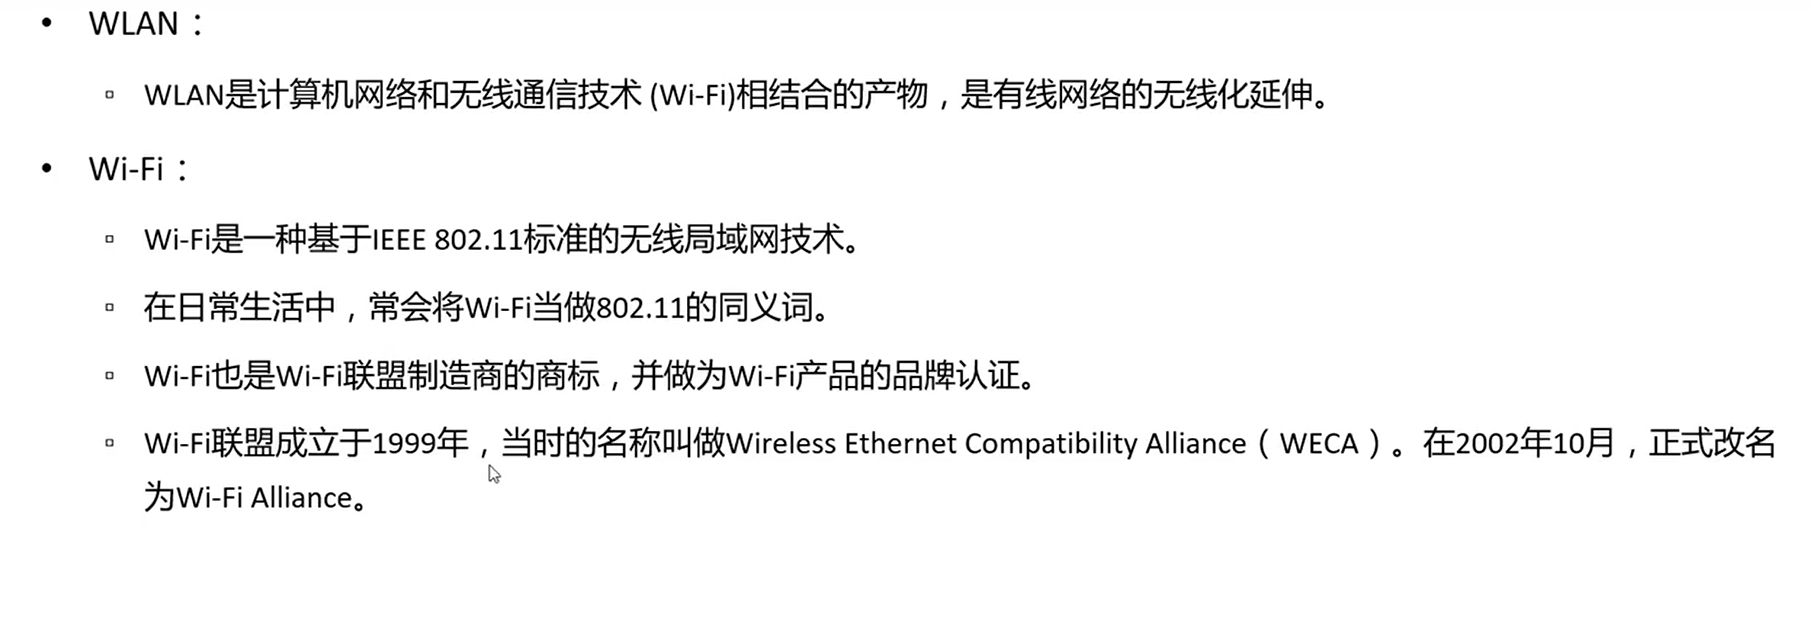 • WLAN：
▫ WLAN是计算机网络和无线通信技术 (Wi-Fi)相结合的产物，是有线网络的无线化延伸。
• Wi-Fi：
▫ Wi-Fi是一种基于IEEE 802.11标准的无线局域网技术。
▫ 在日常生活中，常会将Wi-Fi当做802.11的同义词。
▫ Wi-Fi也是Wi-Fi联盟制造商的商标，并做为Wi-Fi产品的品牌认证。
▫ Wi-Fi联盟成立于1999年，当时的名称叫做Wireless Ethernet Compatibility Alliance（WECA）。在2002年10月，正式改名
为Wi-Fi Alliance。